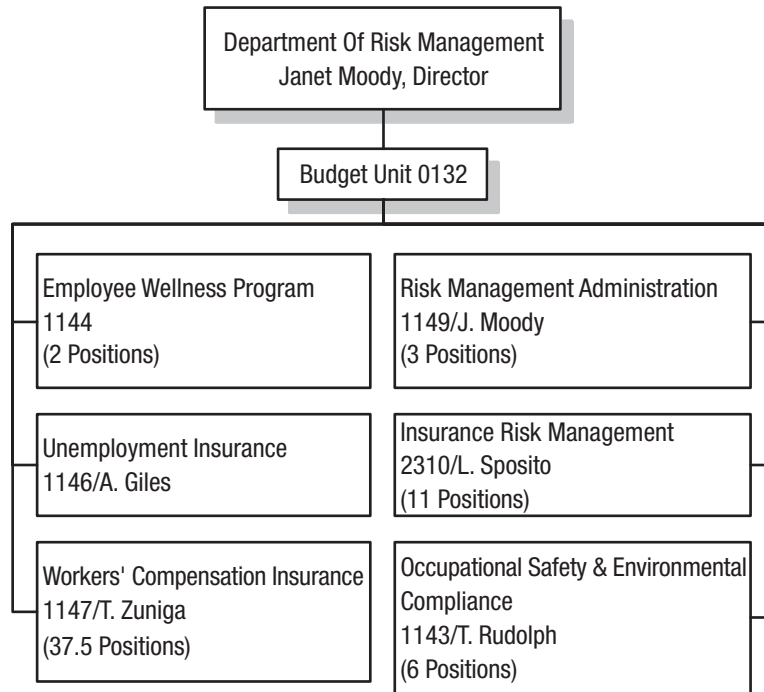 Department Of Risk Management
Janet Moody, Director
Budget Unit 0132
Employee Wellness Program
1144
(2 Positions)
Risk Management Administration
1149/J. Moody
(3 Positions)
Unemployment Insurance
1146/A. Giles
Insurance Risk Management
2310/L. Sposito
(11 Positions)
Workers' Compensation Insurance
1147/T. Zuniga
(37.5 Positions)
Occupational Safety & Environmental
Compliance
1143/T. Rudolph
(6 Positions)